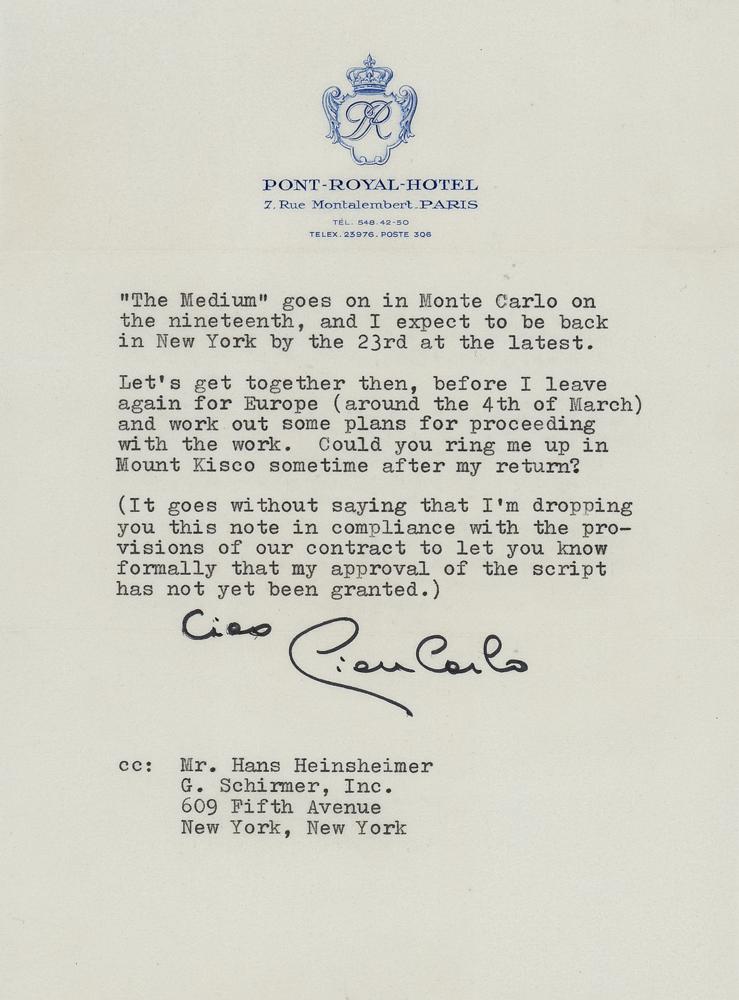 PR
PONT-ROYAL-HOTEL
7, Rue Montalembert_PARIS
TÉL. 548.42-50
TELEX. 23976. POSTE 306
"The Medium" goes on in Monte Carlo on
the nineteenth, and I expect to be back
in New York by the 23rd at the latest.
Let's get together then, before I leave
again for Europe (around the 4th of March)
and work out some plans for proceeding
with the work.  Could you ring me up in
Mount Kisco sometime after my return?
(It goes without saying that I'm dropping
you this note in compliance with the pro-
visions of our contract to let you know
formally that my approval of the script
has not yet been granted.)
Ciao
Gian Carlo
cc:  Mr. Hans Heinsheimer
G. Schirmer, Inc.
609 Fifth Avenue
New York, New York